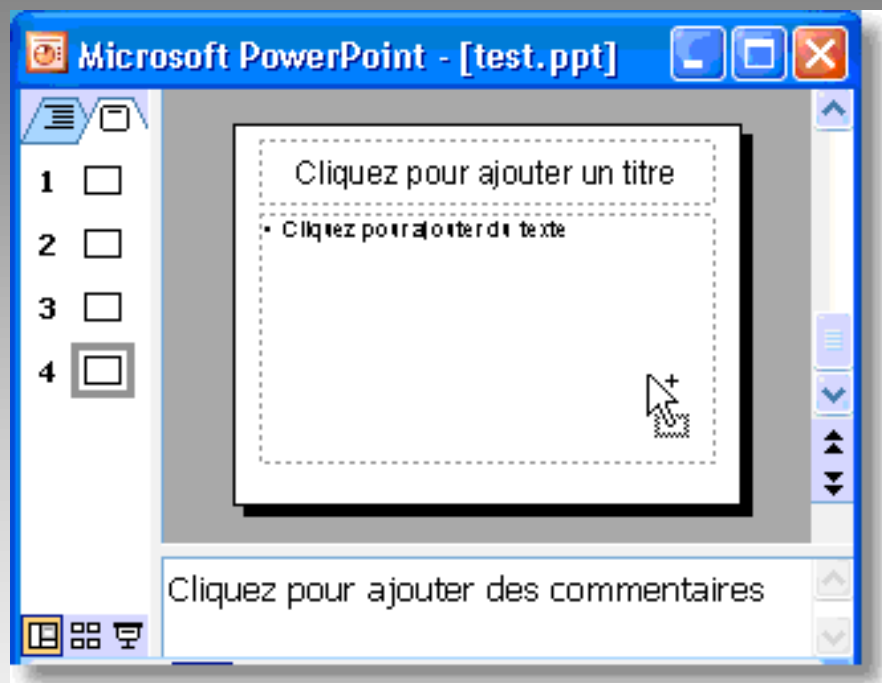 Microsoft PowerPoint - [test.ppt]
1
2
3
4
Cliquez pour ajouter un titre
• Cliquez pour ajouter du texte
Cliquez pour ajouter des commentaires